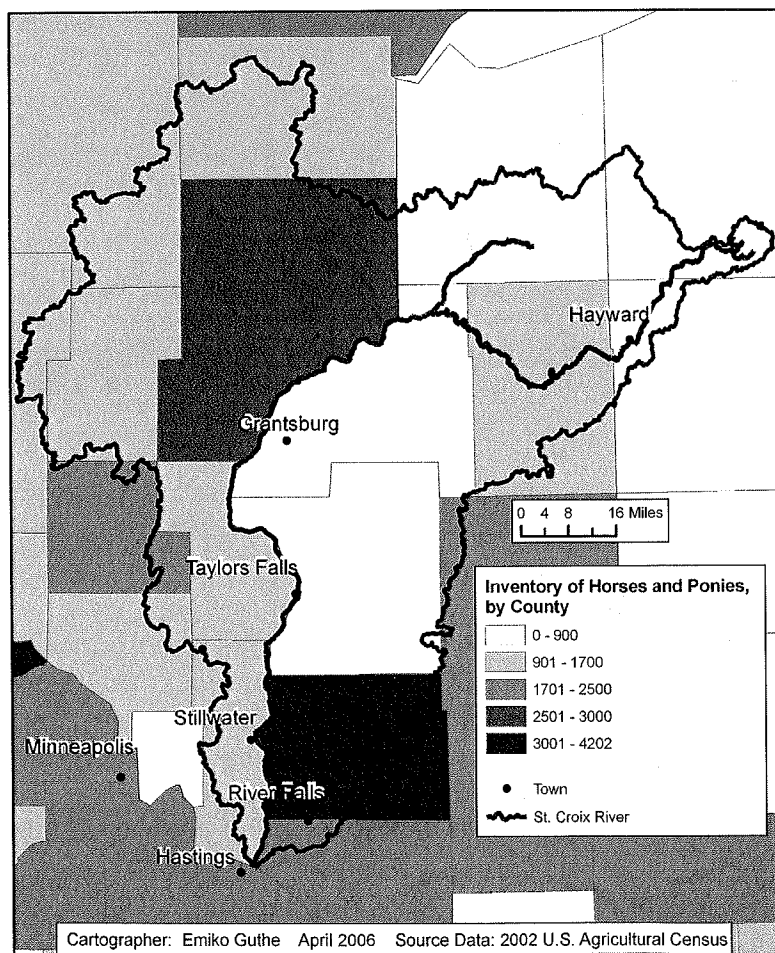 Hayward
Grantsburg
0 4 8 16 Miles
Taylors Falls
Inventory of Horses and Ponies,
by County
0 - 900
901 - 1700
1701 - 2500
2501 - 3000
3001 - 4202
Stillwater
Minneapolis
Town
River Falls
St. Croix River
Hastings
Cartographer: Emiko Guthe April 2006 Source Data: 2002 U.S. Agricultural Census